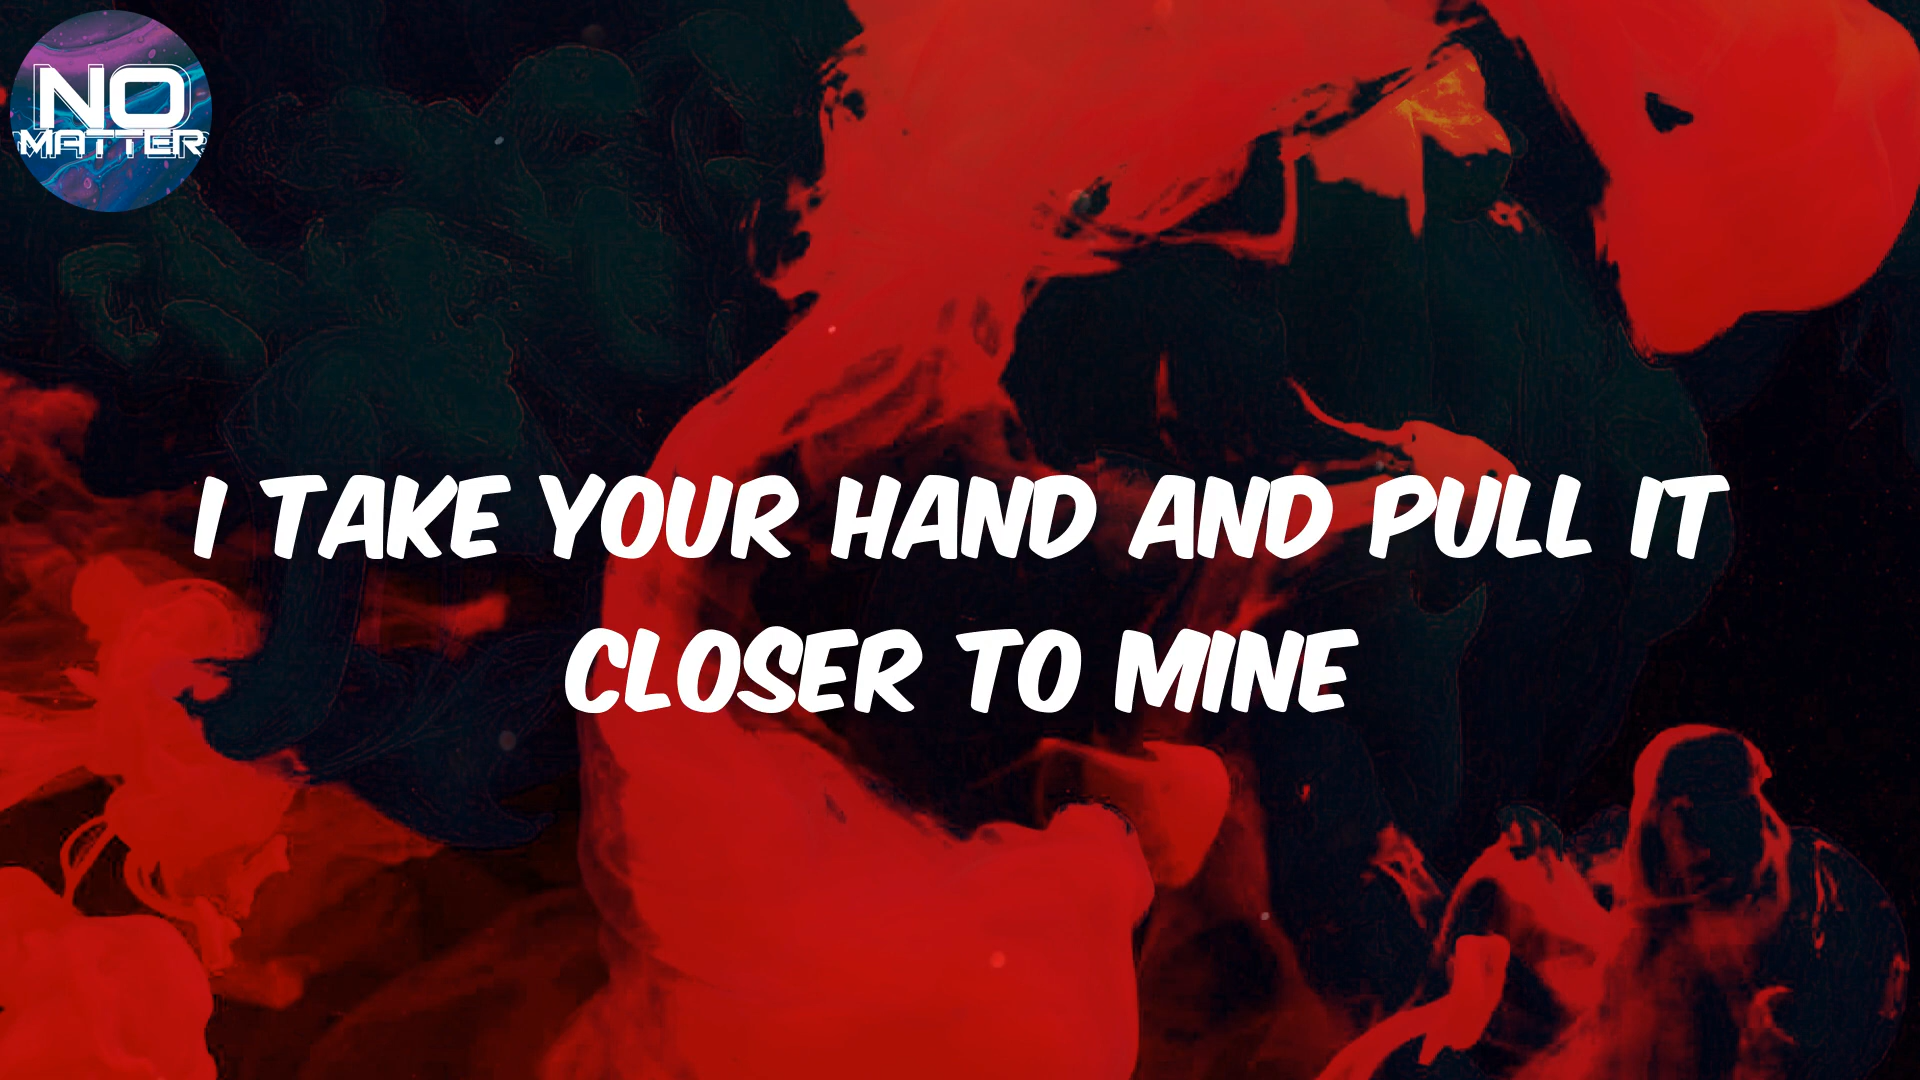 NO
MATTER
I TAKE YOUR HAND AND PULL IT
CLOSER TO MINE